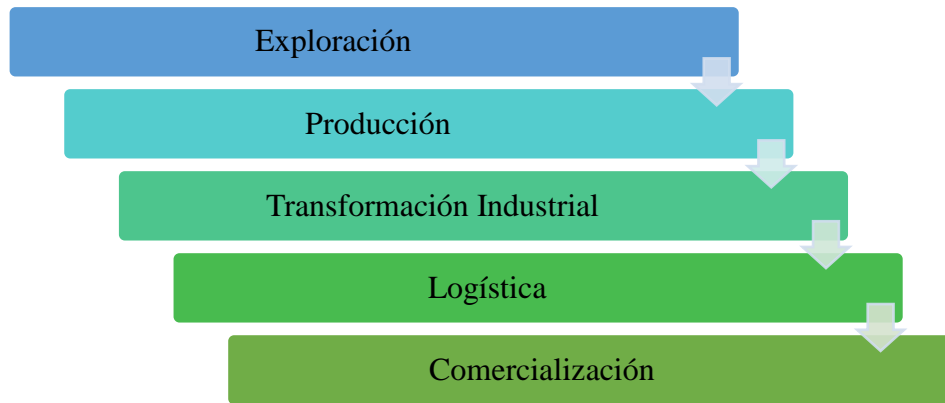 Exploración
Producción
Transformación Industrial
Logística
Comercialización